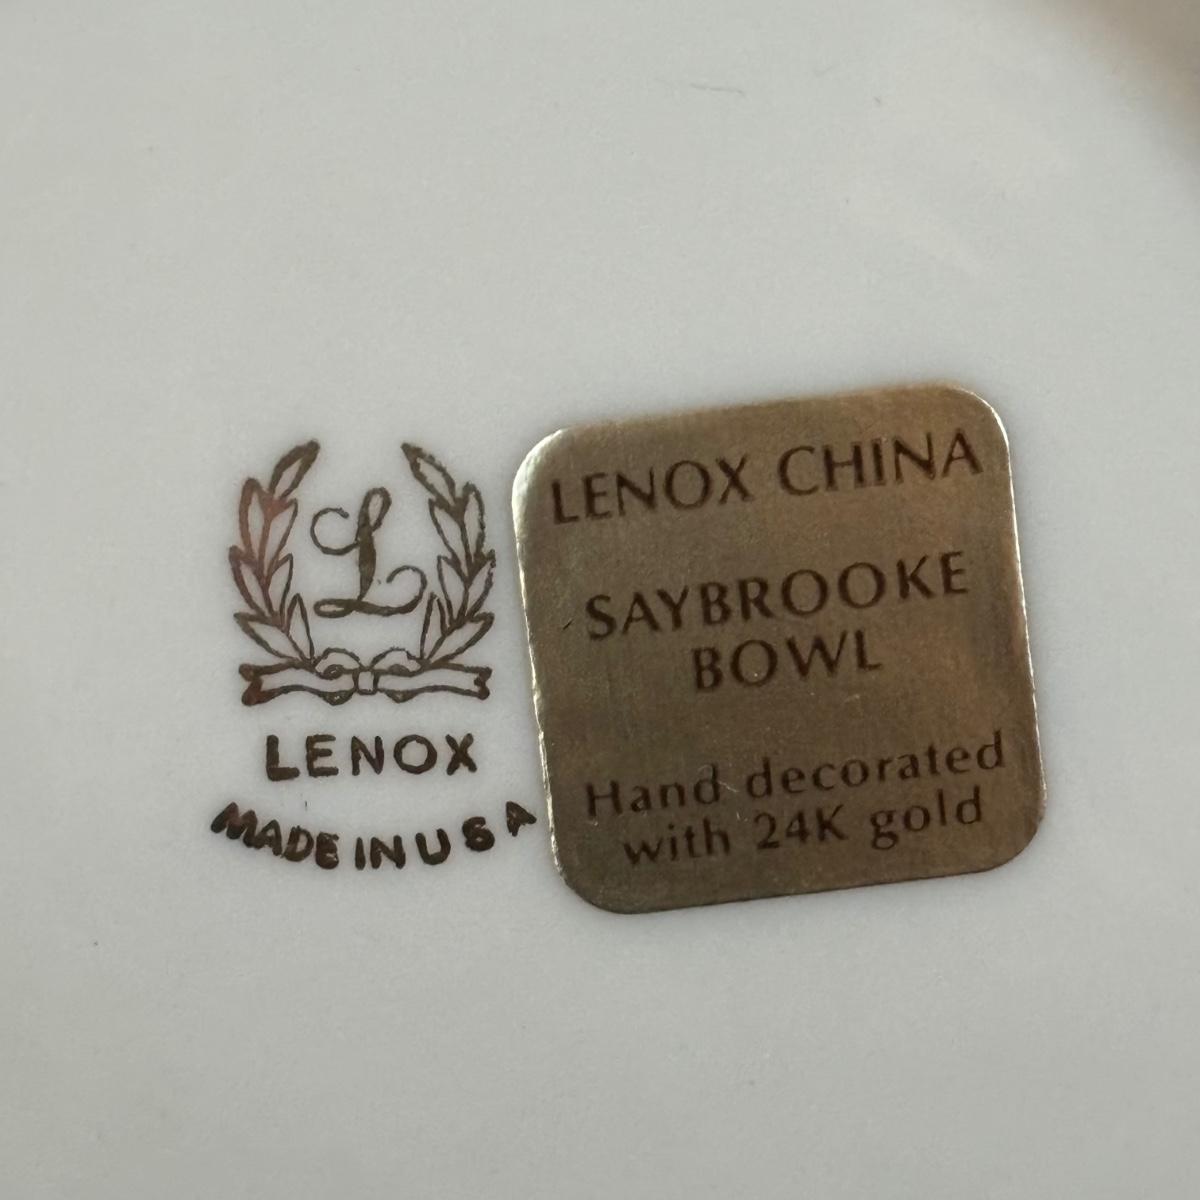 L
LENOX
MADE IN USA
LENOX CHINA
SAYBROOKE
BOWL
Hand decorated
with 24K gold